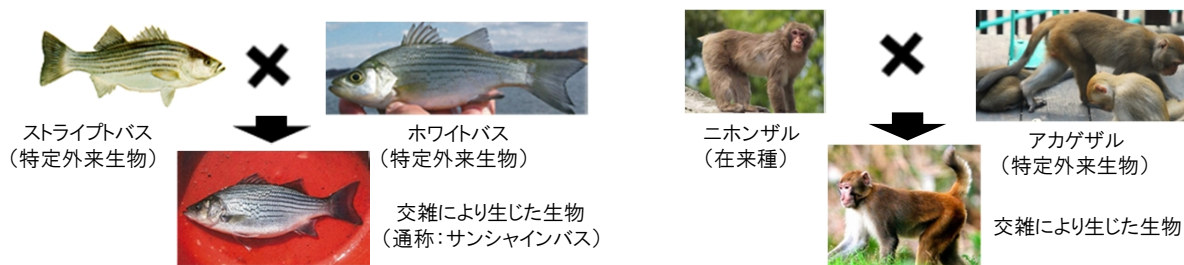 ストライプトバス
（特定外来生物）
ホワイトバス
（特定外来生物）
交雑により生じた生物
（通称：サンシャインバス）
ニホンザル
（在来種）
アカゲザル
（特定外来生物）
交雑により生じた生物